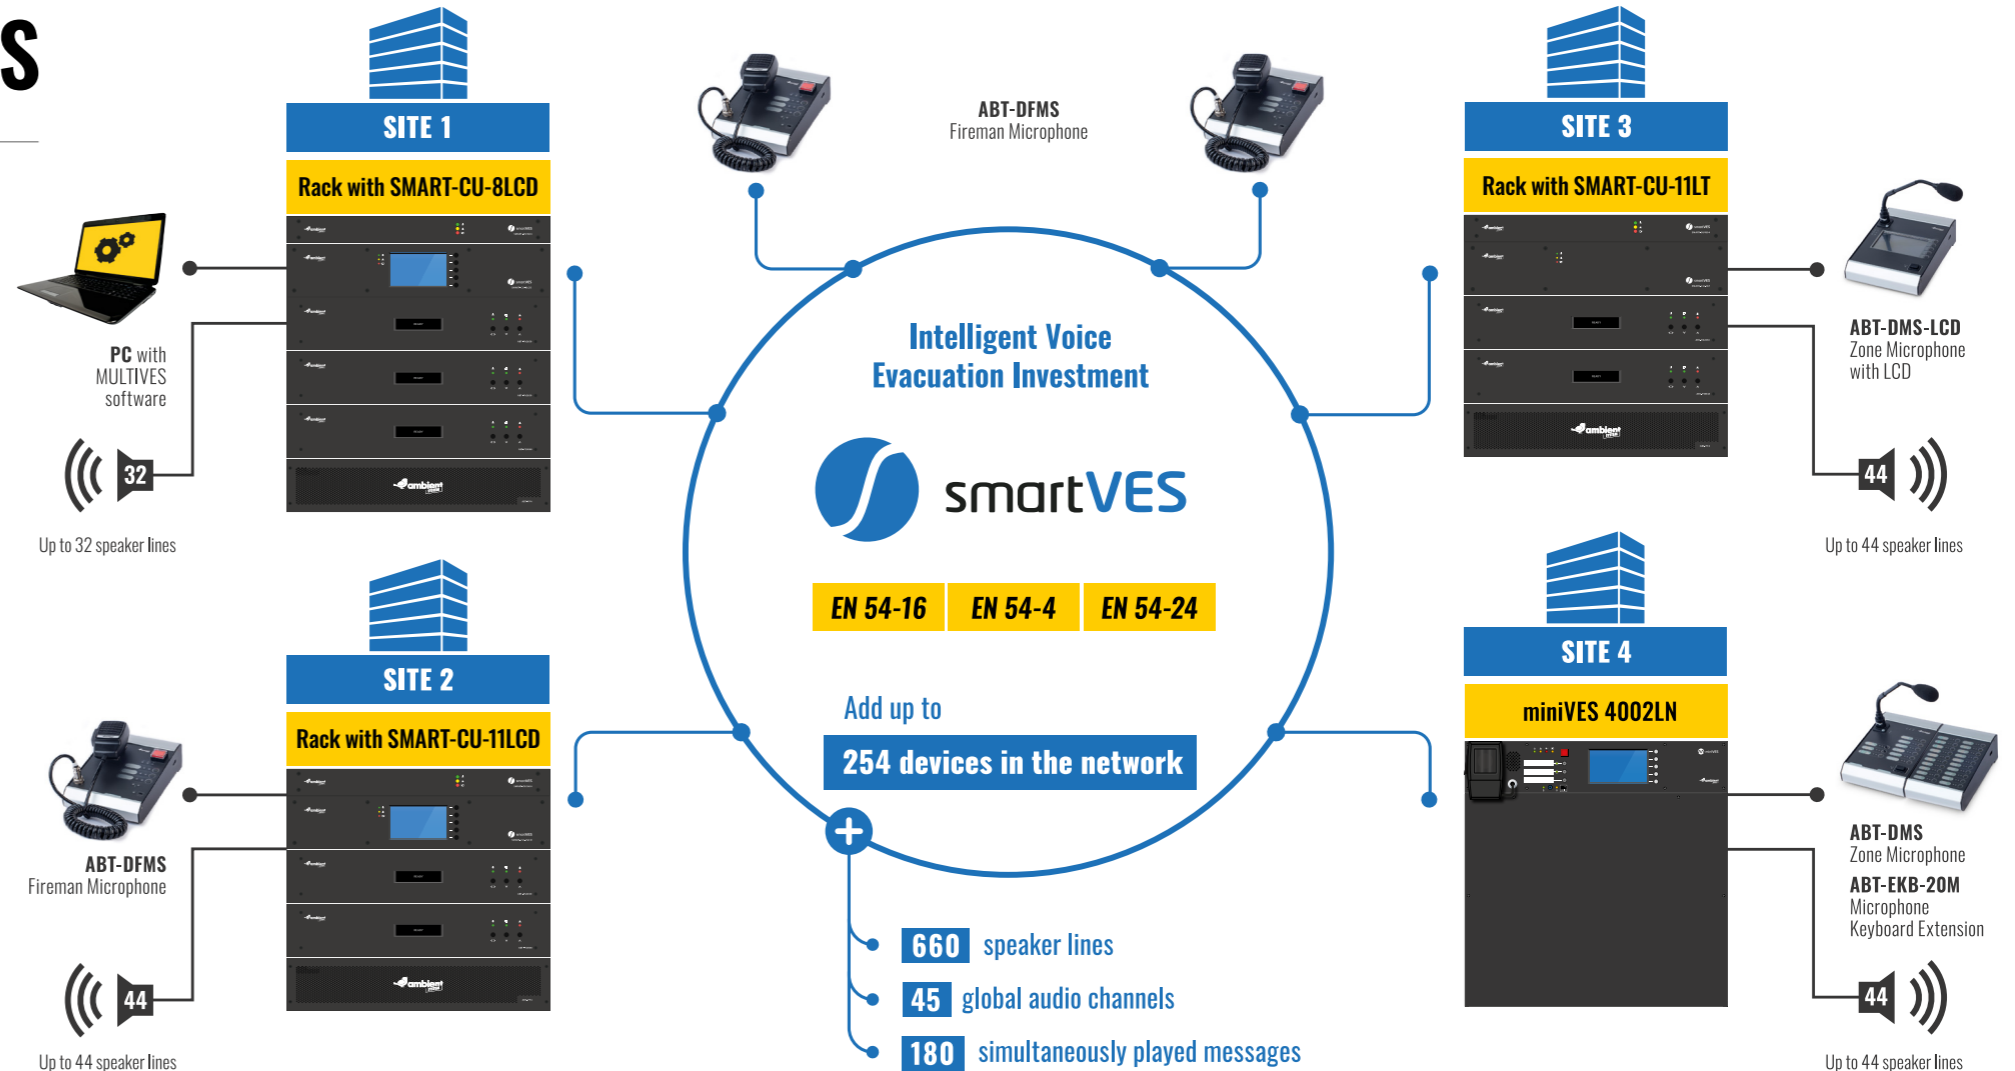 S
SITE 1
Rack with SMART-CU-8LCD
PC with
MULTIVES
software
32
Up to 32 speaker lines
SITE 2
Rack with SMART-CU-11LCD
ABT-DFMS
Fireman Microphone
44
Up to 44 speaker lines
ABT-DFMS
Fireman Microphone
Intelligent Voice
Evacuation Investment
smartVES
EN 54-16
EN 54-4
EN 54-24
Add up to
254 devices in the network
660 speaker lines
45 global audio channels
180 simultaneously played messages
SITE 3
Rack with SMART-CU-11LT
ambient
ABT-DMS-LCD
Zone Microphone
with LCD
44
Up to 44 speaker lines
SITE 4
miniVES 4002LN
ABT-DMS
Zone Microphone
ABT-EKB-20M
Microphone
Keyboard Extension
44
Up to 44 speaker lines
ambient
ambient